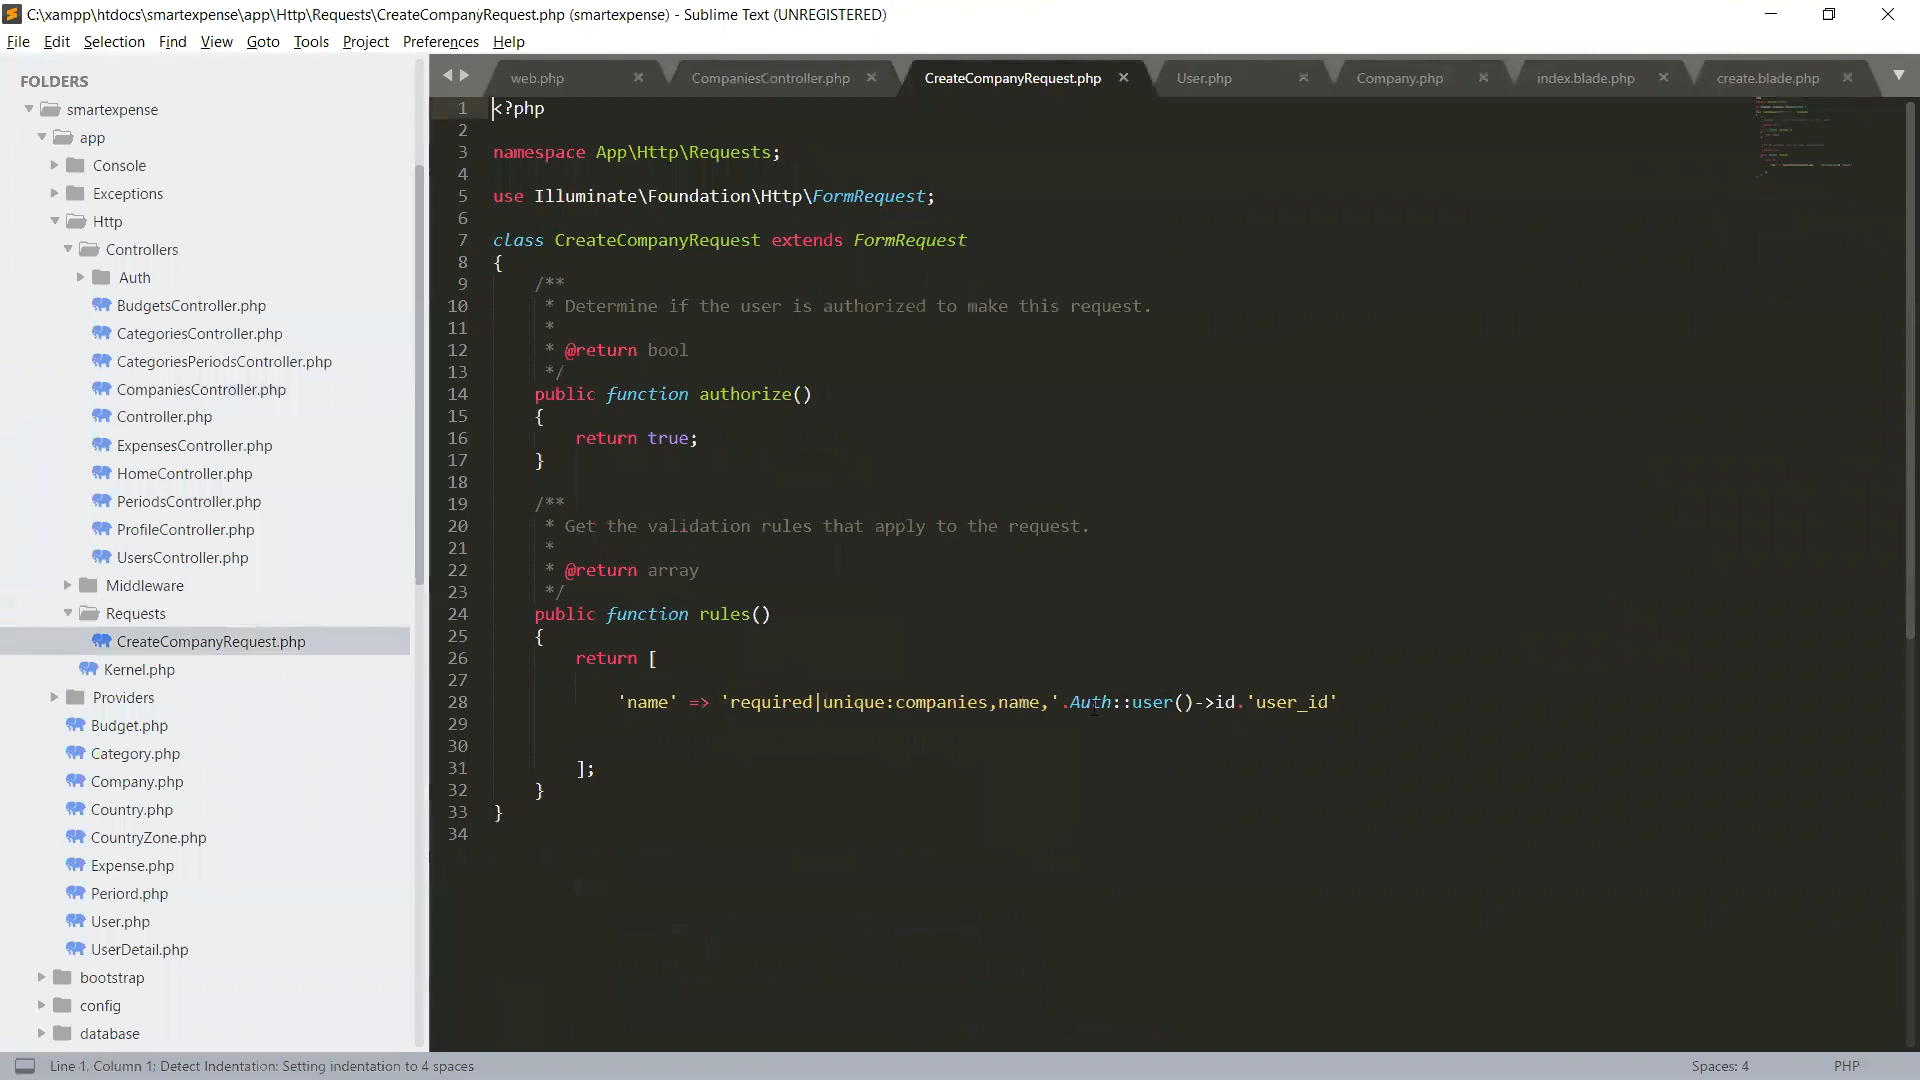 C:\xampp\htdocs\smartexpense\app\Http\Requests\CreateCompanyRequest.php (smartexpense) - Sublime Text (UNREGISTERED)
File Edit Selection Find View Goto Tools Project Preferences Help
FOLDERS
smartexpense
app
Console
Exceptions
Http
Controllers
Auth
BudgetsController.php
CategoriesController.php
CategoriesPeriodsController.php
CompaniesController.php
Controller.php
ExpensesController.php
HomeController.php
PeriodsController.php
ProfileController.php
UsersController.php
Middleware
Requests
CreateCompanyRequest.php
Kernel.php
Providers
Budget.php
Category.php
Company.php
Country.php
CountryZone.php
Expense.php
Periord.php
User.php
UserDetail.php
bootstrap
config
database
web.php CompaniesController.php CreateCompanyRequest.php User.php Company.php index.blade.php create.blade.php
1 <?php
2
3 namespace App\Http\Requests;
4
5 use Illuminate\Foundation\Http\FormRequest;
6
7 class CreateCompanyRequest extends FormRequest
8 {
9 /**
10 * Determine if the user is authorized to make this request.
11 *
12 * @return bool
13 */
14 public function authorize()
15 {
16 return true;
17 }
18
19 /**
20 * Get the validation rules that apply to the request.
21 *
22 * @return array
23 */
24 public function rules()
25 {
26 return [
27
28 'name' => 'required|unique:companies,name,'.Auth::user()->id.'user_id'
29
30
31 ];
32 }
33 }
34
Line 1, Column 1; Detect Indentation: Setting indentation to 4 spaces Spaces: 4 PHP